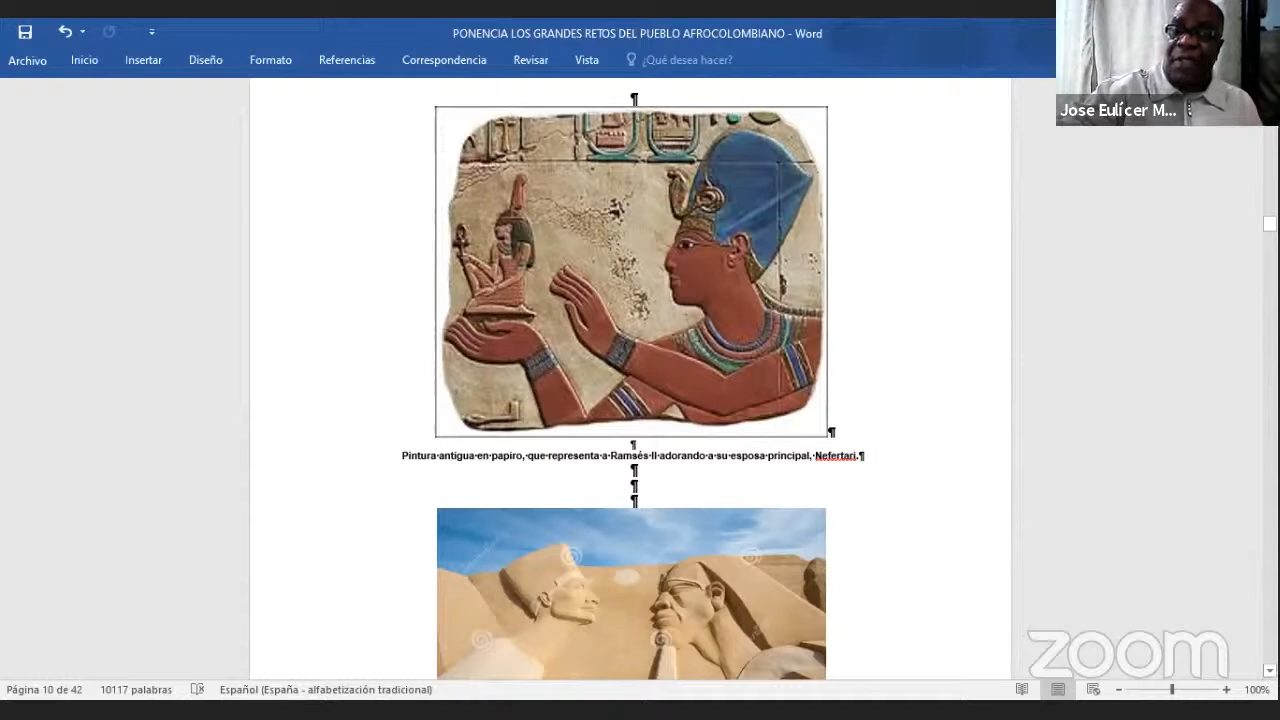 PONENCIA LOS GRANDES RETOS DEL PUEBLO AFROCOLOMBIANO - Word
Archivo Inicio Insertar Diseño Formato Referencias Correspondencia Revisar Vista ¿Qué desea hacer?
Jose Eulícer M...
¶
¶
¶
Pintura·antigua·en·papiro,·que·representa·a·Ramsés·II·adorando·a·su·esposa·principal,·Nefertari.¶
¶
¶
¶
zoom
Página 10 de 42 10117 palabras Español (España - alfabetización tradicional) 100%